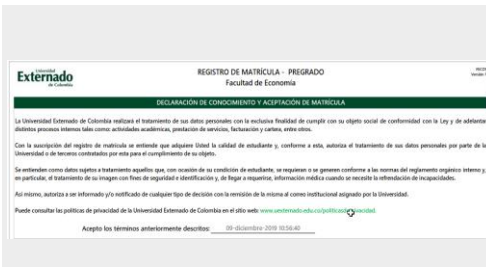 Universidad
Externado
de Colombia
REGISTRO DE MATRÍCULA - PREGRADO
Facultad de Economía
DECLARACIÓN DE CONOCIMIENTO Y ACEPTACIÓN DE MATRÍCULA
La Universidad Externado de Colombia realizará el tratamiento de sus datos personales con la exclusiva finalidad de cumplir con su objeto social de conformidad con la Ley y de adelantar
distintos procesos internos tales como: actividades académicas, prestación de servicios, facturación y cartera, entre otros.
Con la suscripción del registro de matrícula se entiende que adquiere Usted la calidad de estudiante y, conforme a esta, autoriza el tratamiento de sus datos personales por parte de la
Universidad o de terceros contratados por esta para el cumplimiento de su objeto.
Se entienden como datos sujetos a tratamiento aquellos que, con ocasión de su condición de estudiante, se requieran o se generen conforme a las normas del reglamento orgánico interno y,
en particular, el tratamiento de su imagen con fines de seguridad e identificación y, de llegar a requerirse, información médica cuando se necesite la refrendación de incapacidades.
Así mismo, autoriza a ser informado y/o notificado de cualquier tipo de decisión con la remisión de la misma al correo institucional asignado por la Universidad.
Puede consultar las políticas de privacidad de la Universidad Externado de Colombia en el sitio web: www.uexternado.edu.co/politicasdeprivacidad.
Acepto los términos anteriormente descritos: 09-diciembre-2019 10:56:40